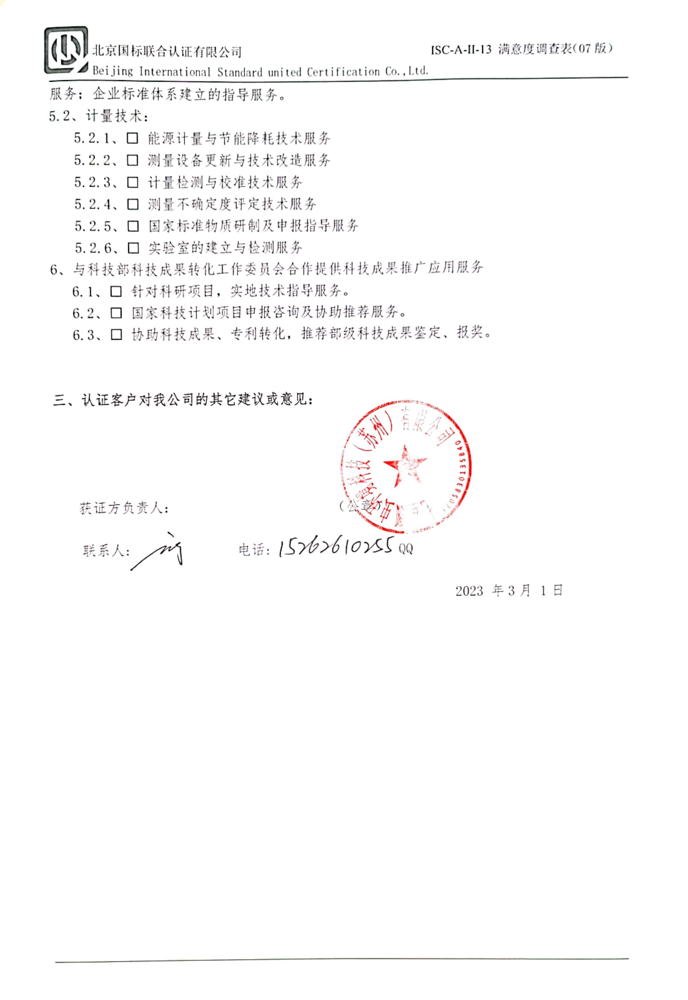 北京国标联合认证有限公司
ISC-A-II-13 满意度调查表(07 版)
Beijing International Standard united Certification Co.,Ltd.
服务；企业标准体系建立的指导服务。
5.2、计量技术：
5.2.1、□ 能源计量与节能降耗技术服务
5.2.2、□ 测量设备更新与技术改造服务
5.2.3、□ 计量检测与校准技术服务
5.2.4、□ 测量不确定度评定技术服务
5.2.5、□ 国家标准物质研制及申报指导服务
5.2.6、□ 实验室的建立与检测服务
6、与科技部科技成果转化工作委员会合作提供科技成果推广应用服务
6.1、□ 针对科研项目，实地技术指导服务。
6.2、□ 国家科技计划项目申报咨询及协助推荐服务。
6.3、□ 协助科技成果、专利转化，推荐部级科技成果鉴定、报奖。
三、认证客户对我公司的其它建议或意见：
科技（苏州）有限公司
获证方负责人：
（公章）
联系人：
电话：15262610255 QQ
2023 年 3 月 1 日